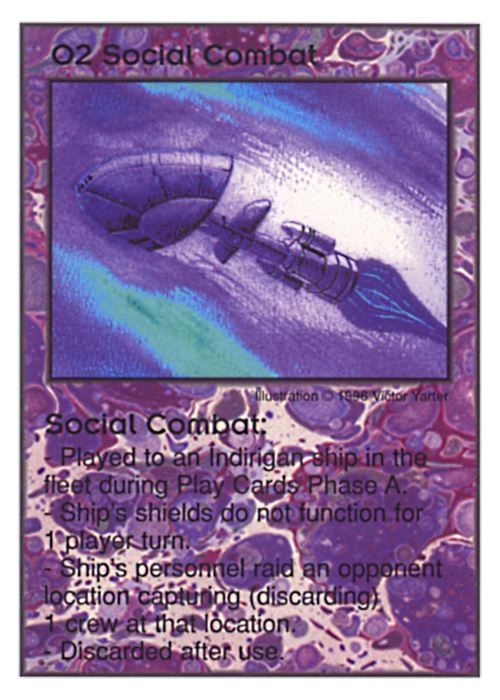 O2 Social Combat
Illustration © 1996 Victor Yarter
Social Combat:
- Played to an Indirigan ship in the
fleet during Play Cards Phase A.
- Ship's shields do not function for
1 player turn.
- Ship's personnel raid an opponent
location capturing (discarding)
1 crew at that location.
- Discarded after use.